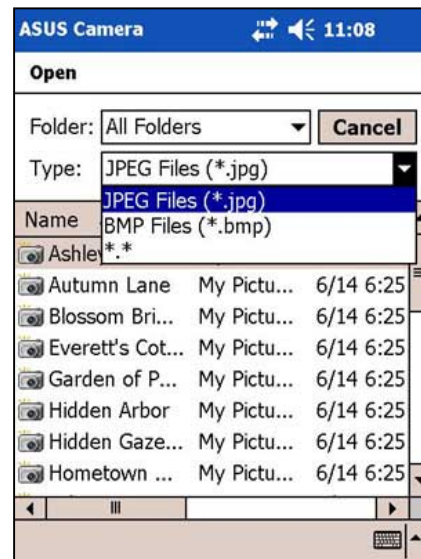 ASUS Camera 11:08
Open
Folder: All Folders Cancel
Type: JPEG Files (*.jpg)
JPEG Files (*.jpg)
BMP Files (*.bmp)
*.*
Name
Autumn Lane My Pictu... 6/14 6:25
Blossom Bri... My Pictu... 6/14 6:25
Everett's Cot... My Pictu... 6/14 6:25
Garden of P... My Pictu... 6/14 6:25
Hidden Arbor My Pictu... 6/14 6:25
Hidden Gaze... My Pictu... 6/14 6:25
Hometown ... My Pictu... 6/14 6:25